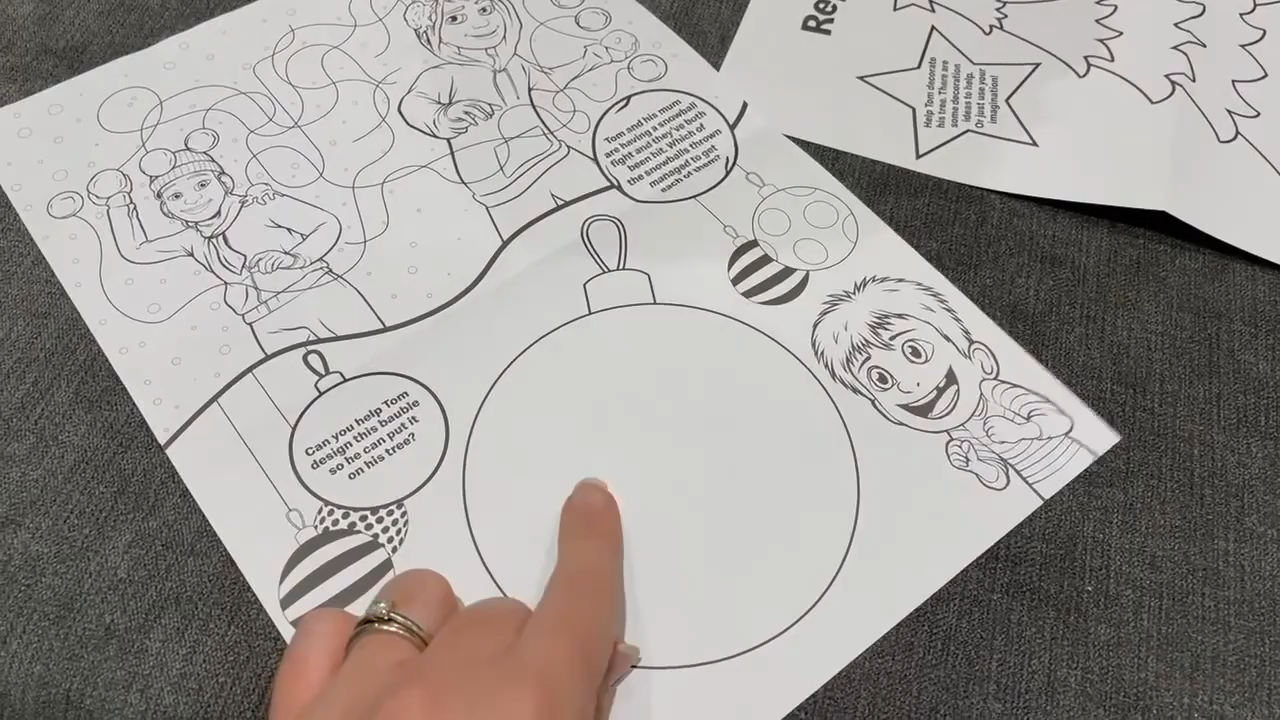 Re
Help Tom decorate
his tree. There are
some decoration
ideas to help.
Or just use your
imagination!
Tom and his mum
are having a snowball
fight and they've both
been hit. Which of
the snowballs thrown
managed to get
each of them?
Can you help Tom
design this bauble
so he can put it
on his tree?